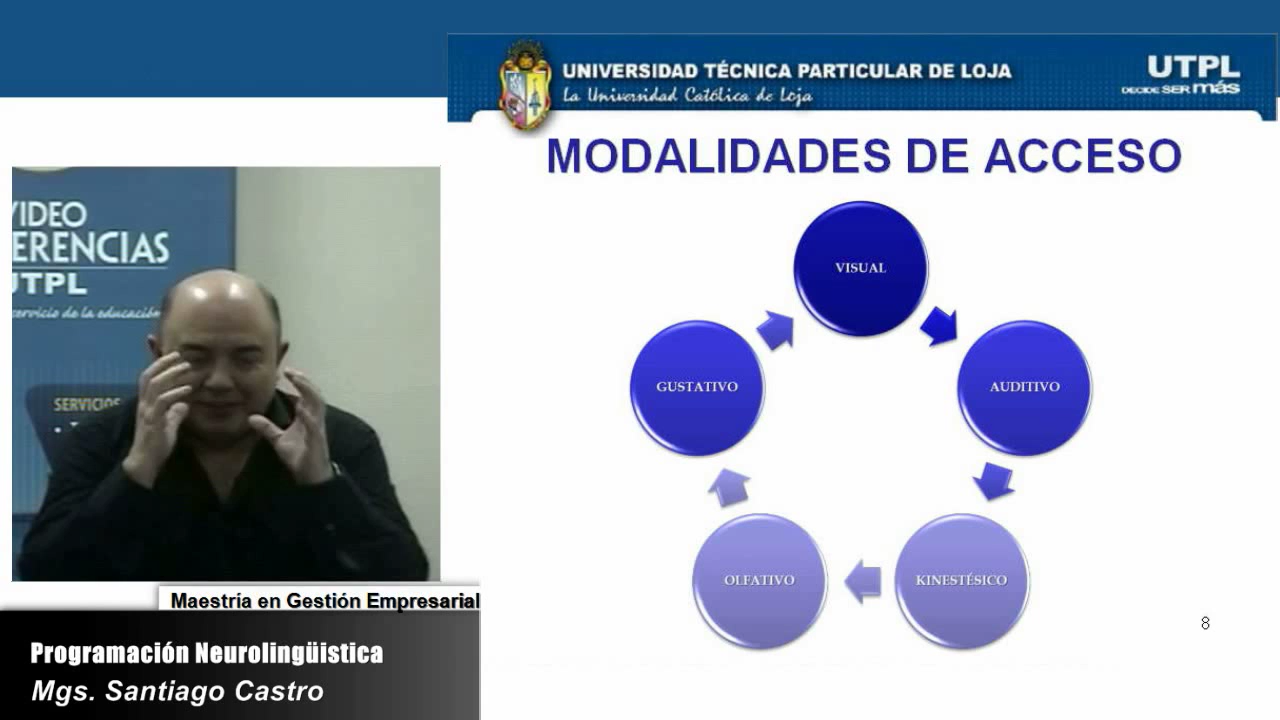 UNIVERSIDAD TÉCNICA PARTICULAR DE LOJA
La Universidad Católica de Loja
UTPL
DECIDE SER más
MODALIDADES DE ACCESO
VISUAL
AUDITIVO
KINESTÉSICO
OLFATIVO
GUSTATIVO
8
VIDEO
ERENCIAS
UTPL
servicio de la educación
SERVICIOS
Maestría en Gestión Empresarial
Programación Neurolingüística
Mgs. Santiago Castro